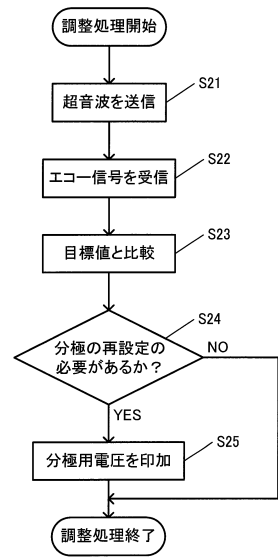 調整処理開始
S21
超音波を送信
S22
エコー信号を受信
S23
目標値と比較
S24
分極の再設定の
必要があるか？
NO
YES
S25
分極用電圧を印加
調整処理終了